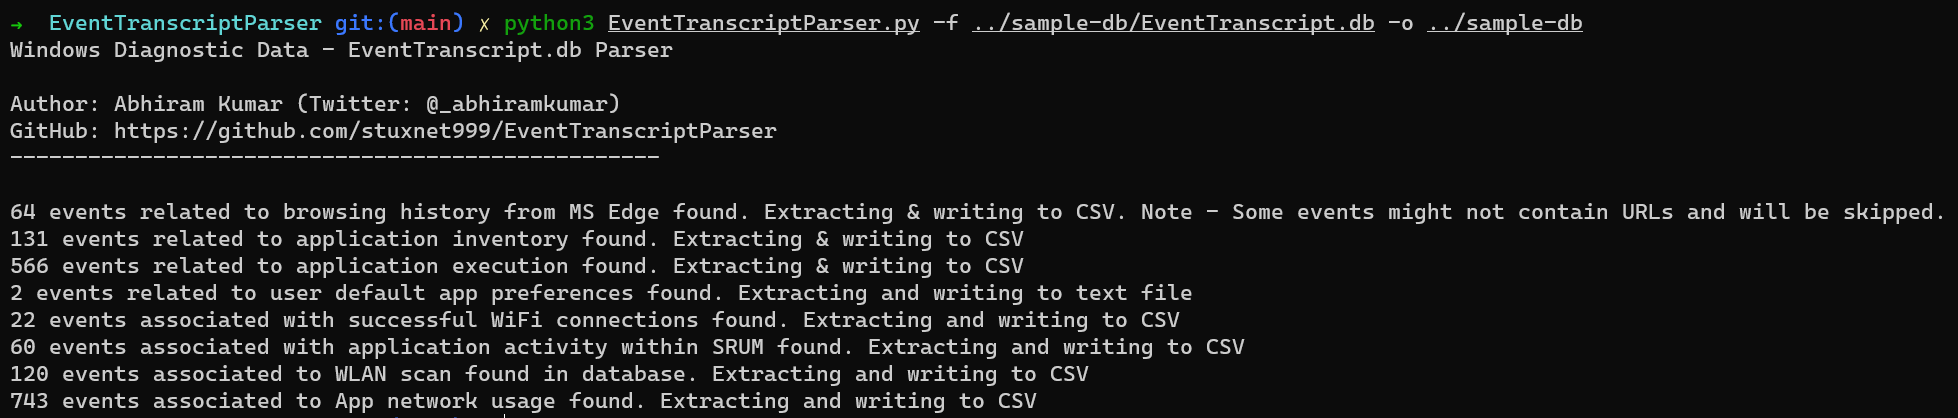 → EventTranscriptParser git:(main) ✗ python3 EventTranscriptParser.py -f ../sample-db/EventTranscript.db -o ../sample-db
Windows Diagnostic Data - EventTranscript.db Parser
Author: Abhiram Kumar (Twitter: @_abhiramkumar)
GitHub: https://github.com/stuxnet999/EventTranscriptParser
--------------------------------------------------
64 events related to browsing history from MS Edge found. Extracting & writing to CSV. Note - Some events might not contain URLs and will be skipped.
131 events related to application inventory found. Extracting & writing to CSV
566 events related to application execution found. Extracting & writing to CSV
2 events related to user default app preferences found. Extracting and writing to text file
22 events associated with successful WiFi connections found. Extracting and writing to CSV
60 events associated with application activity within SRUM found. Extracting and writing to CSV
120 events associated to WLAN scan found in database. Extracting and writing to CSV
743 events associated to App network usage found. Extracting and writing to CSV